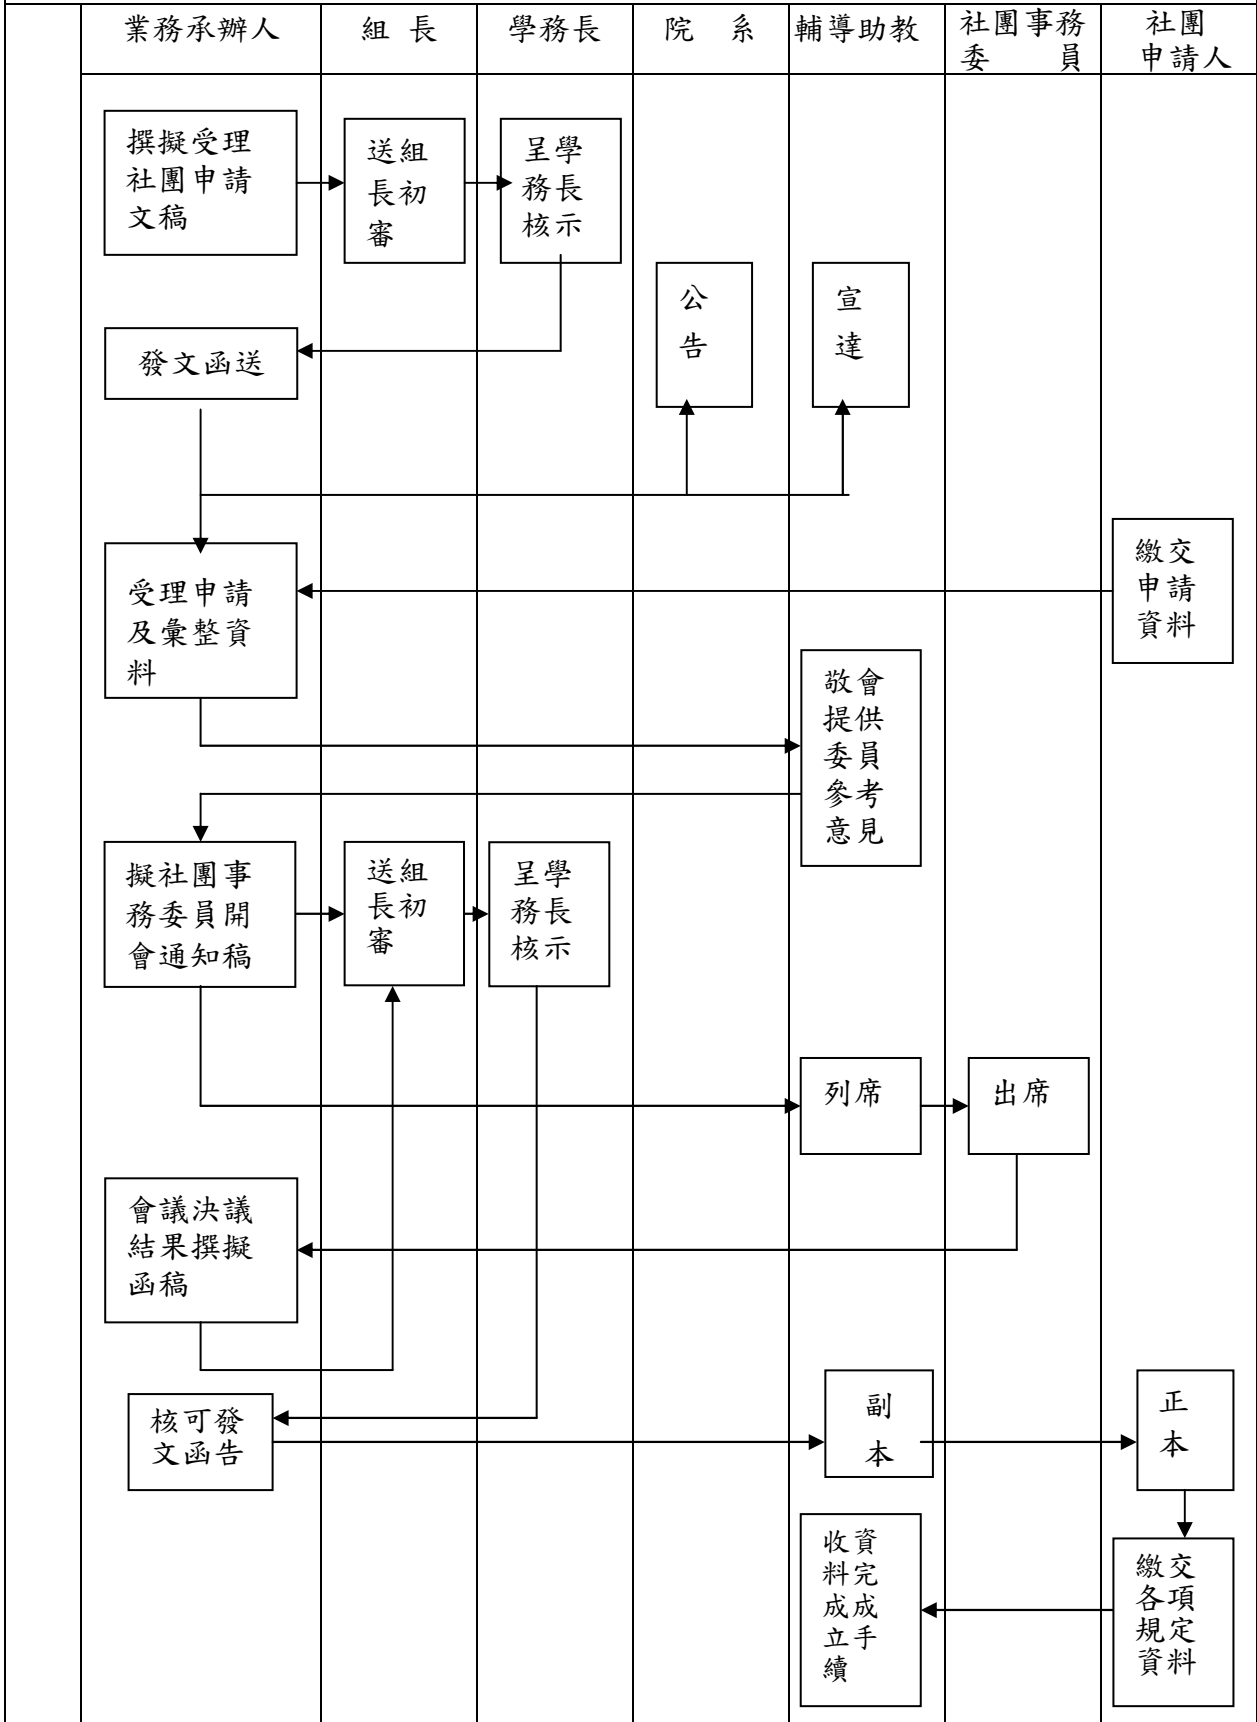 業務承辦人
組 長
學務長
院 系
輔導助教
社團事務
委 員
社團
申請人
撰擬受理
社團申請
文稿
送組
長初
審
呈學
務長
核示
公
告
宣
達
發文函送
繳交
申請
資料
受理申請
及彙整資
料
敬會
提供
委員
參考
意見
擬社團事
務委員開
會通知稿
送組
長初
審
呈學
務長
核示
列席
出席
會議決議
結果撰擬
函稿
核可發
文函告
副
本
正
本
收資
料完
成成
立手
續
繳交
各項
規定
資料